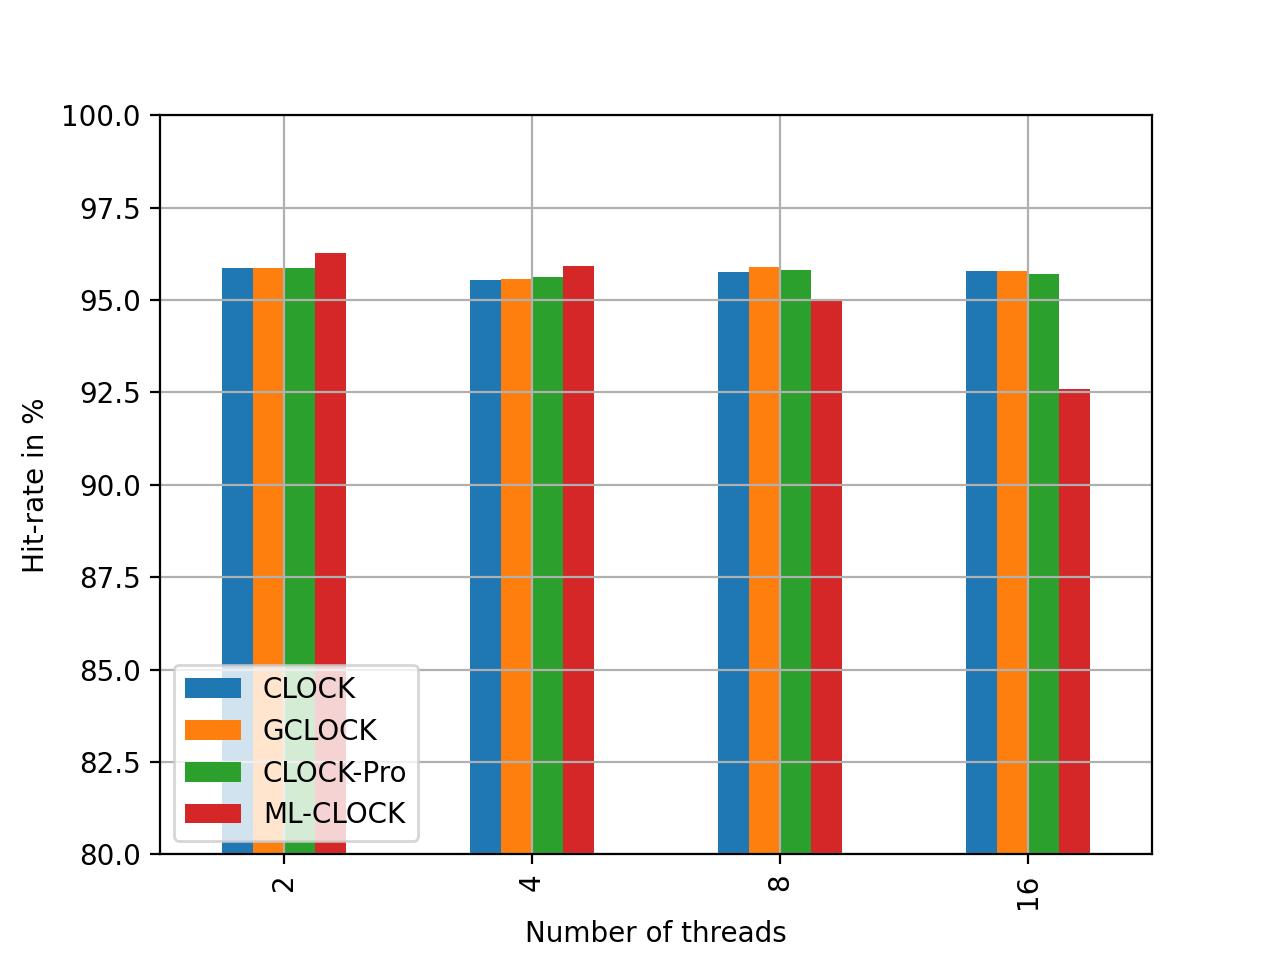 100.0
97.5
95.0
92.5
90.0
87.5
85.0
82.5
80.0
Hit-rate in %
CLOCK
GCLOCK
CLOCK-Pro
ML-CLOCK
2
4
8
16
Number of threads